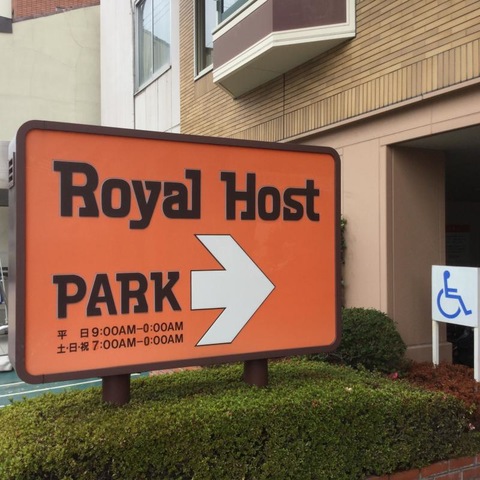 Royal Host
PARK
平 日 9:00AM-0:00AM
土·日·祝 7:00AM-0:00AM